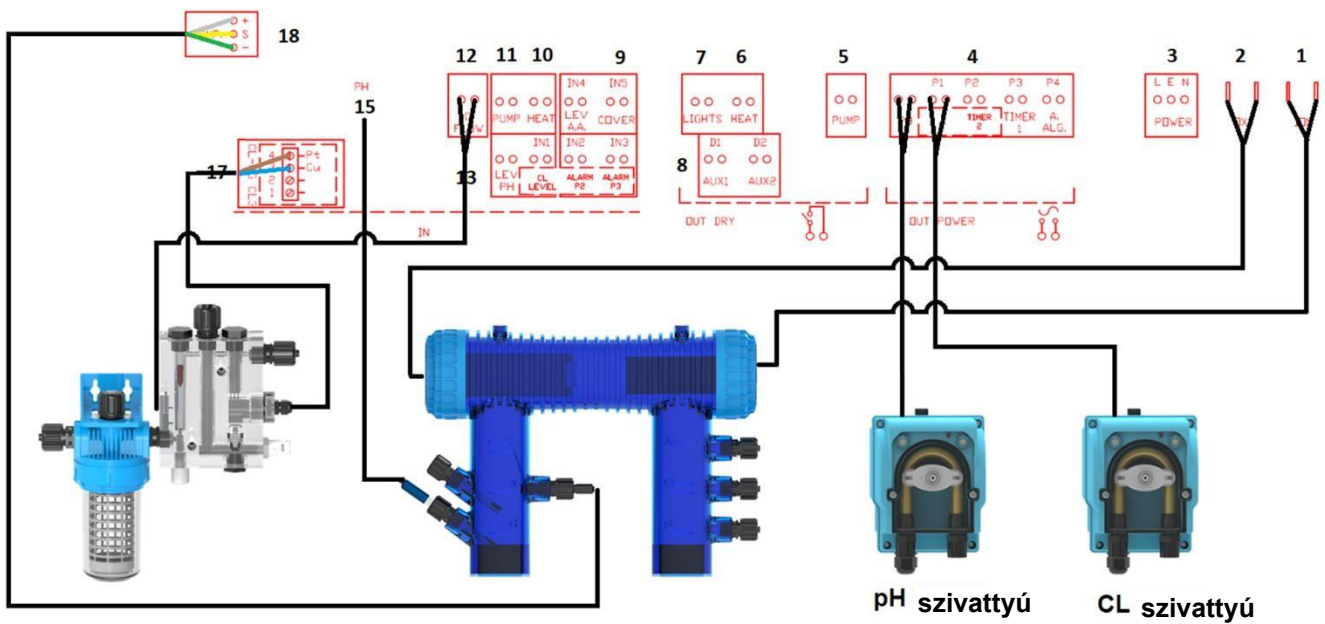 +
S
-
18
12
11
10
9
7
6
5
4
3
2
1
PH
15
IN4
IN5
P1
P2
P3
P4
L E N
PUMP
HEAT
LEV
A.A.
COVER
LIGHTS
HEAT
PUMP
TIMER
2
TIMER
1
A.
ALG.
POWER
17
4
Pt
Cu
2
1
13
IN1
IN2
IN3
LEV
PH
CL
LEVEL
ALARM
P2
ALARM
P3
8
D1
D2
AUX1
AUX2
IN
OUT DRY
OUT POWER
pH szivattyú
CL szivattyú